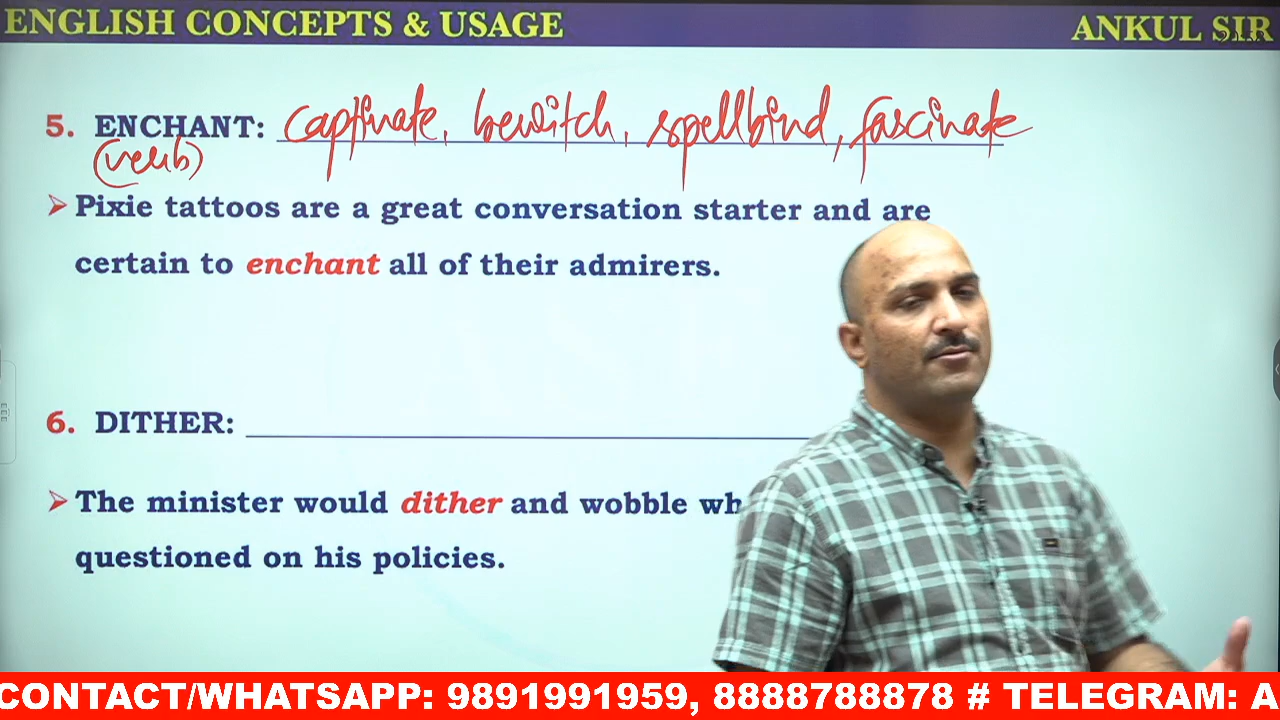 ENGLISH CONCEPTS & USAGE ANKUL SIR
5. ENCHANT: captivate, bewitch, spellbind, fascinate
(verb)
➢ Pixie tattoos are a great conversation starter and are
certain to enchant all of their admirers.
6. DITHER:
➢ The minister would dither and wobble wh
questioned on his policies.
CONTACT/WHATSAPP: 9891991959, 8888788878 # TELEGRAM: A